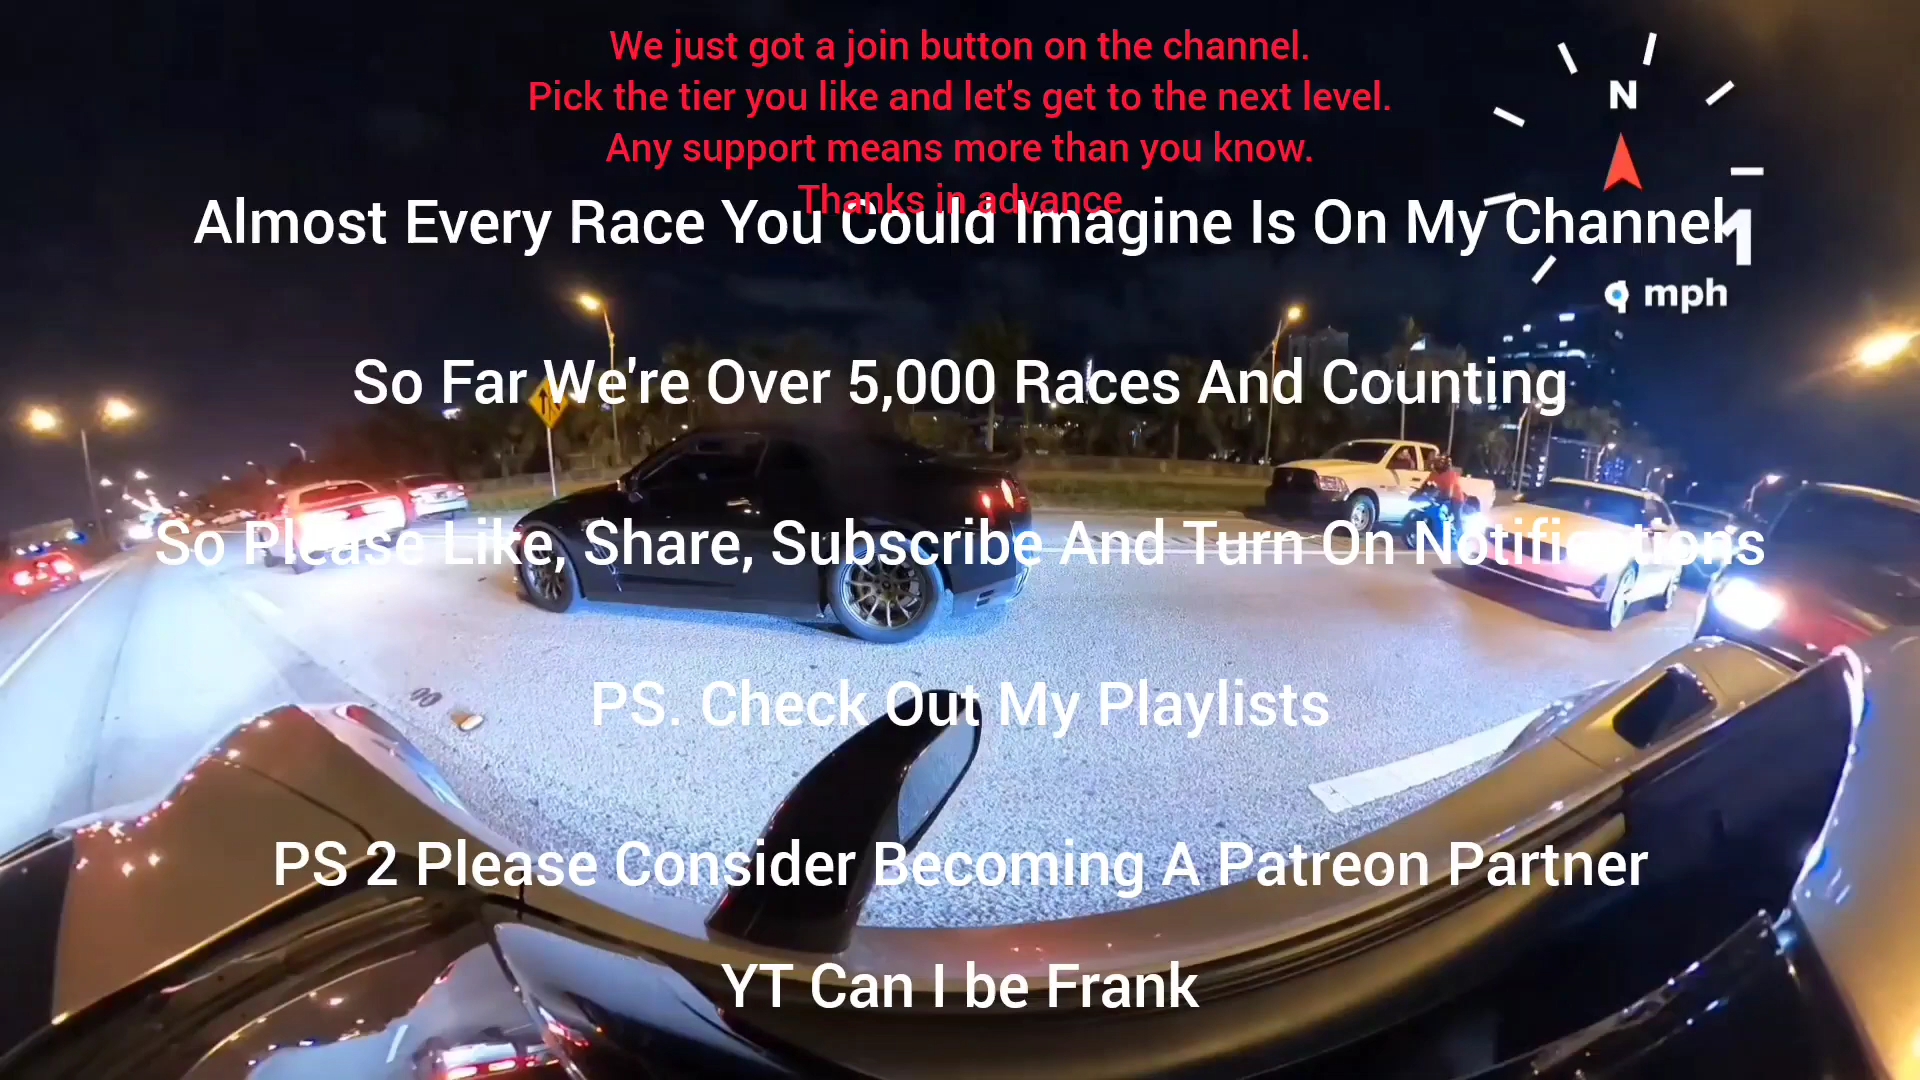 We just got a join button on the channel.
Pick the tier you like and let's get to the next level.
Any support means more than you know.
Thanks in advance
Almost Every Race You Could Imagine Is On My Channel
N
1
mph
So Far We're Over 5,000 Races And Counting
So Please Like, Share, Subscribe And Turn On Notifications
PS. Check Out My Playlists
PS 2 Please Consider Becoming A Patreon Partner
YT Can I be Frank